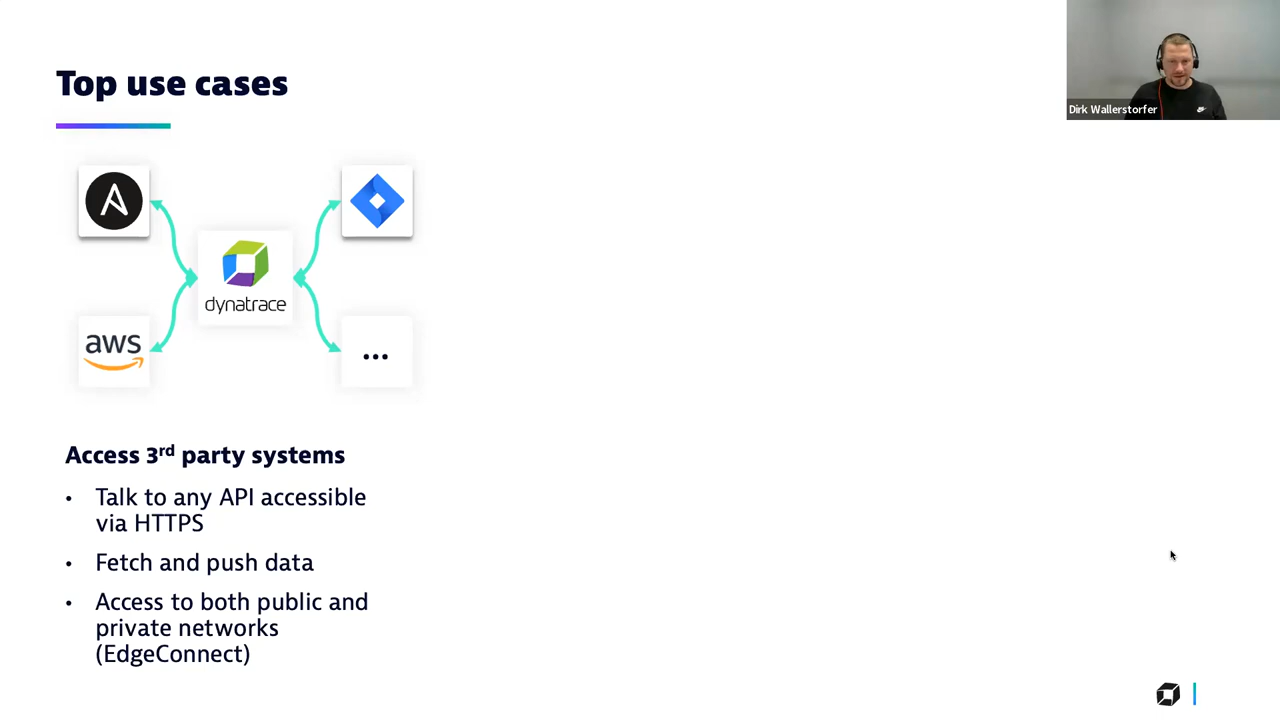 Top use cases
Dirk Wallerstorfer
dynatrace
aws
...
Access 3rd party systems
• Talk to any API accessible
via HTTPS
• Fetch and push data
• Access to both public and
private networks
(EdgeConnect)